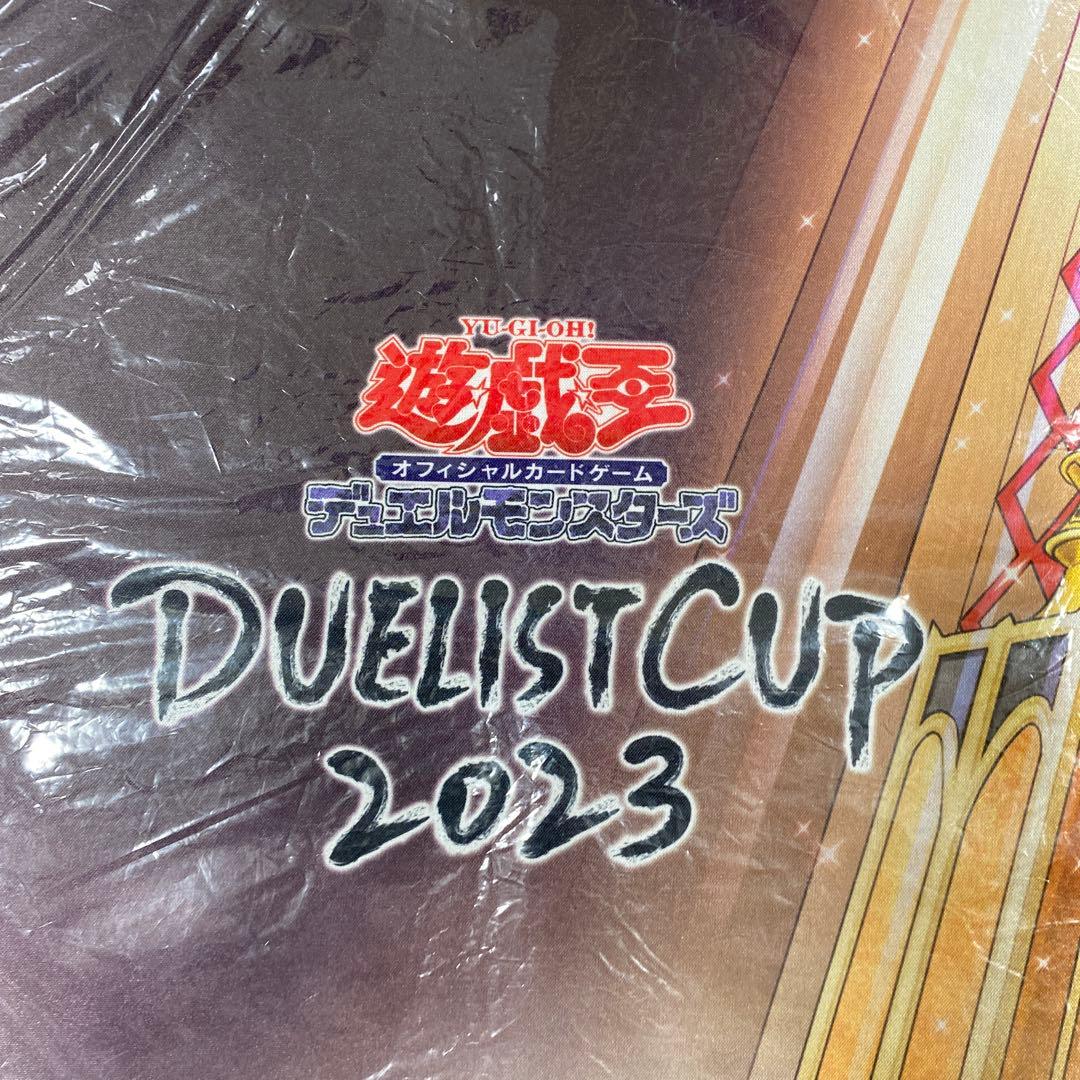 YU-GI-OH!
遊☆戯☆王
オフィシャルカードゲーム
デュエルモンスターズ
DUELIST CUP
2023